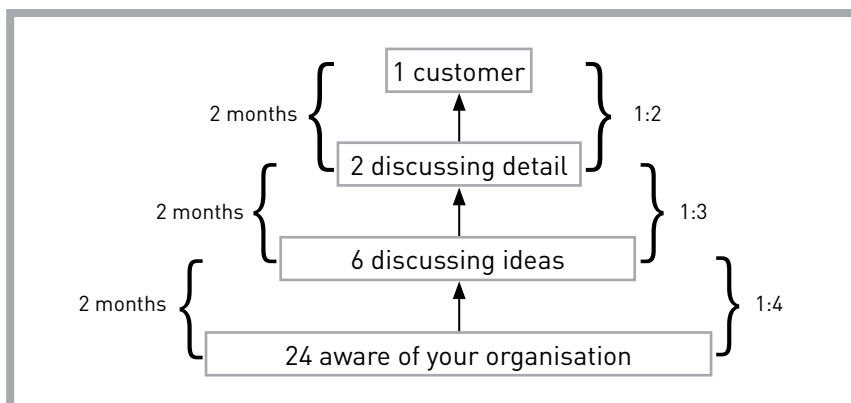 1 customer
2 months
1:2
2 discussing detail
2 months
1:3
6 discussing ideas
2 months
1:4
24 aware of your organisation